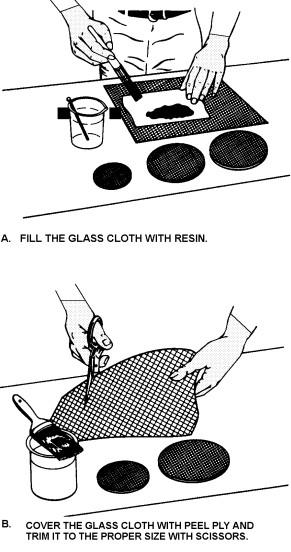 A. FILL THE GLASS CLOTH WITH RESIN.
B. COVER THE GLASS CLOTH WITH PEEL PLY AND
TRIM IT TO THE PROPER SIZE WITH SCISSORS.